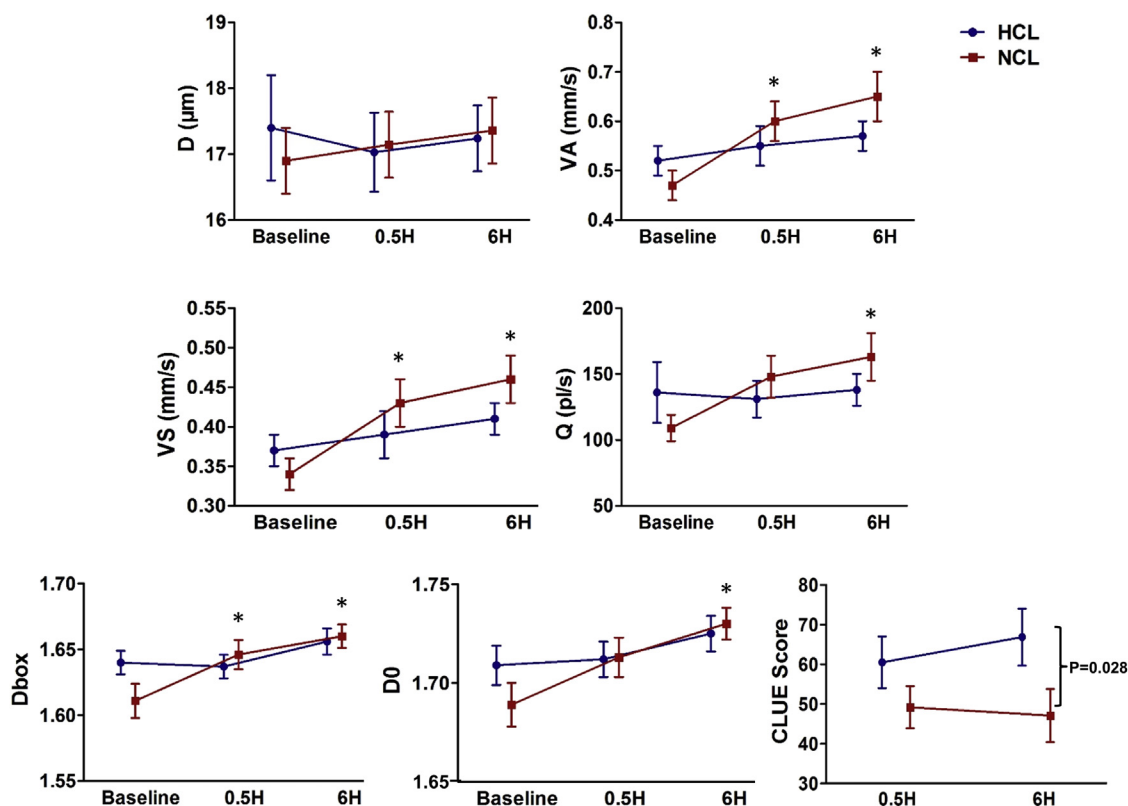 19
18
17
16
D (µm)
Baseline 0.5H 6H
0.8
0.7
0.6
0.5
0.4
VA (mm/s)
* *
Baseline 0.5H 6H
HCL
NCL
0.55
0.50
0.45
0.40
0.35
0.30
VS (mm/s)
* *
Baseline 0.5H 6H
200
150
100
50
Q (pl/s)
*
Baseline 0.5H 6H
1.70
1.65
1.60
1.55
Dbox
* *
Baseline 0.5H 6H
1.75
1.70
1.65
D0
*
Baseline 0.5H 6H
80
70
60
50
40
30
CLUE Score
P=0.028
0.5H 6H